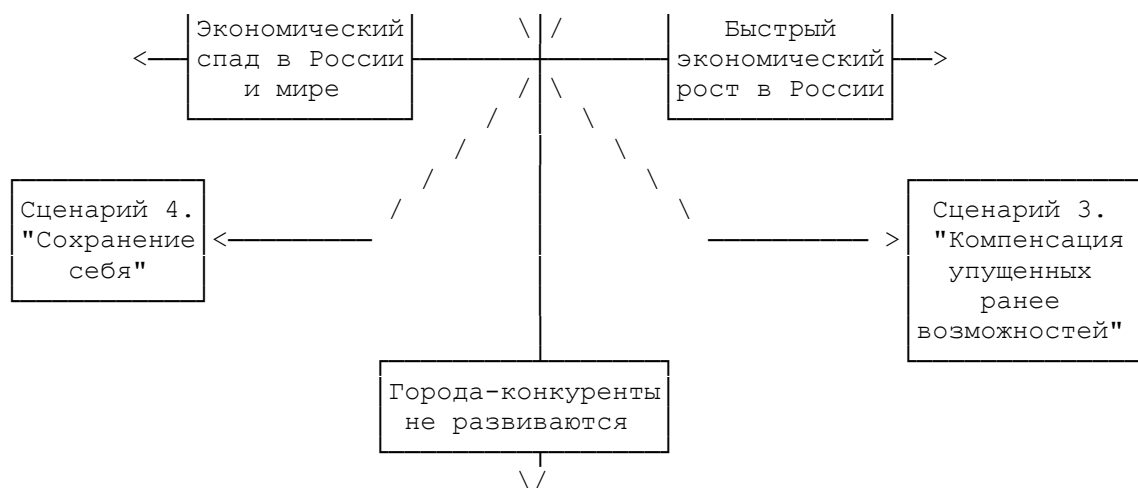 Экономический
спад в России
и мире
Быстрый
экономический
рост в России
Сценарий 4.
"Сохранение
себя"
Сценарий 3.
"Компенсация
упущенных
ранее
возможностей"
Города-конкуренты
не развиваются